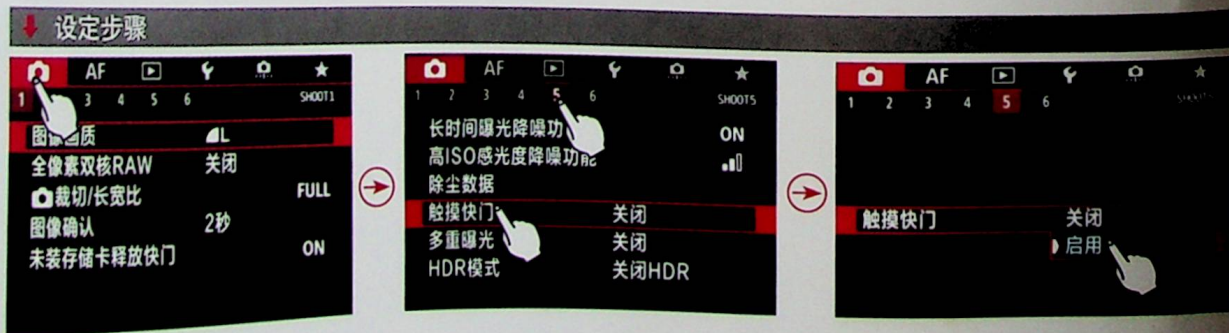 设定步骤
AF
1 3 4 5 6 SHOOT1
图像画质 L
全像素双核RAW 关闭
裁切/长宽比 FULL
图像确认 2秒
未装存储卡释放快门 ON
AF
1 2 3 4 5 6 SHOOT5
长时间曝光降噪功 ON
高ISO感光度降噪功能
除尘数据
触摸快门 关闭
多重曝光 关闭
HDR模式 关闭HDR
AF
1 2 3 4 5 6 SHOOT5
触摸快门 关闭
启用